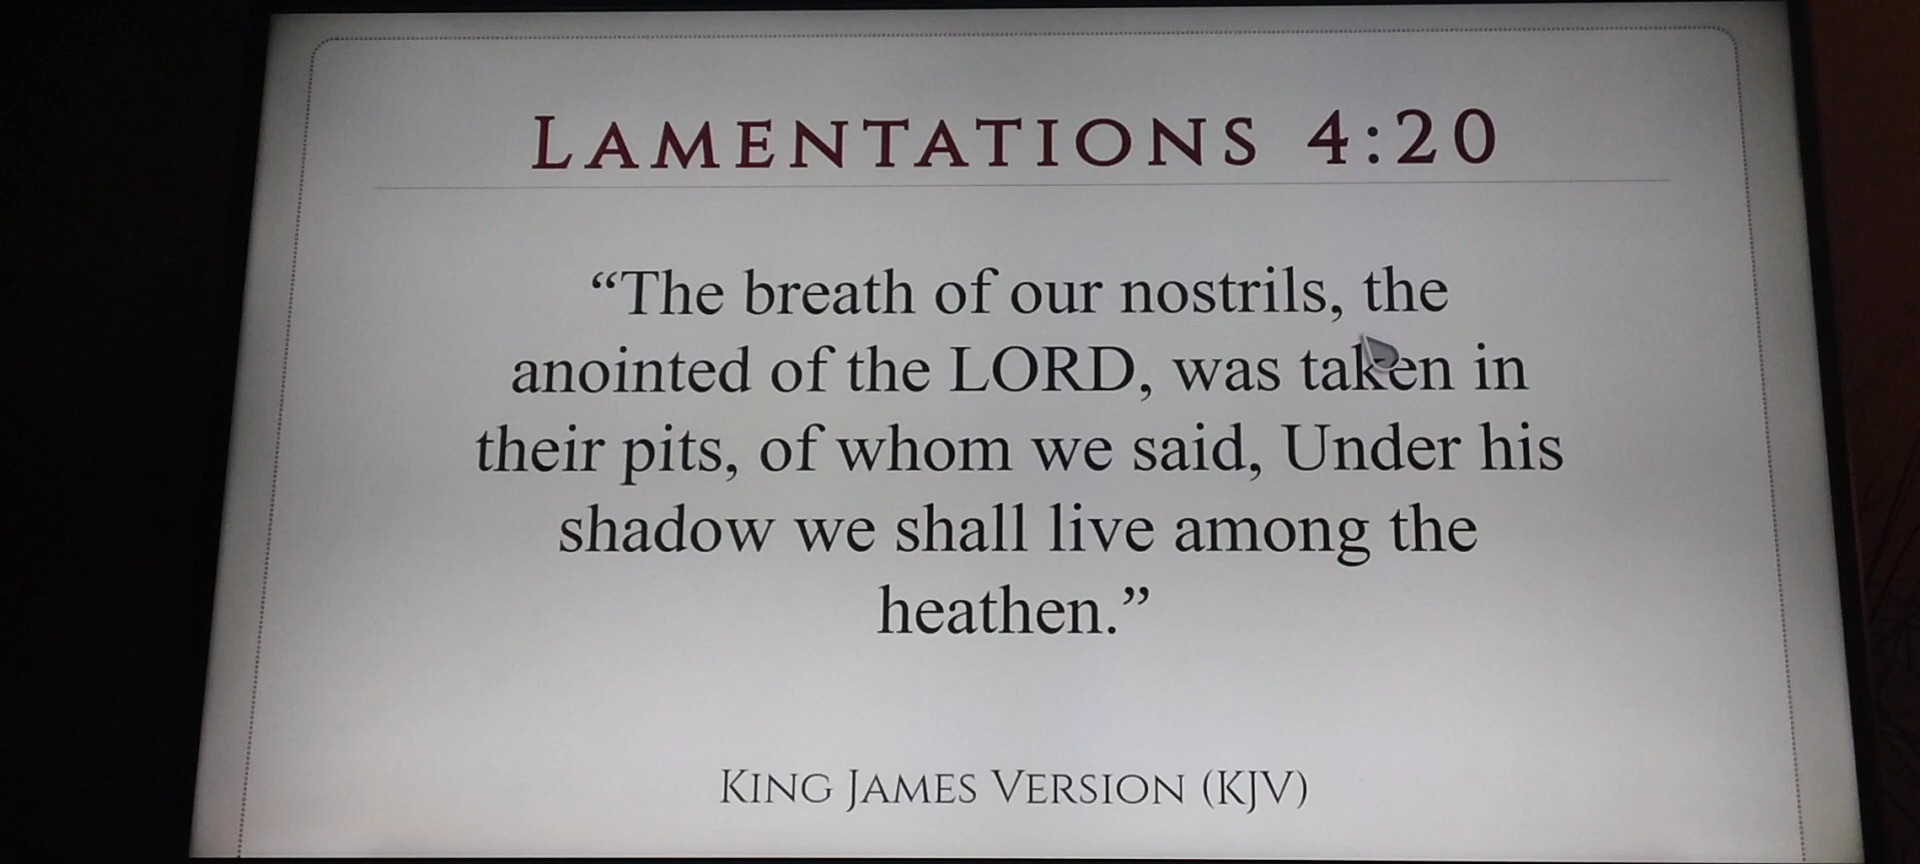 LAMENTATIONS 4:20
“The breath of our nostrils, the
anointed of the LORD, was taken in
their pits, of whom we said, Under his
shadow we shall live among the
heathen.”
KING JAMES VERSION (KJV)